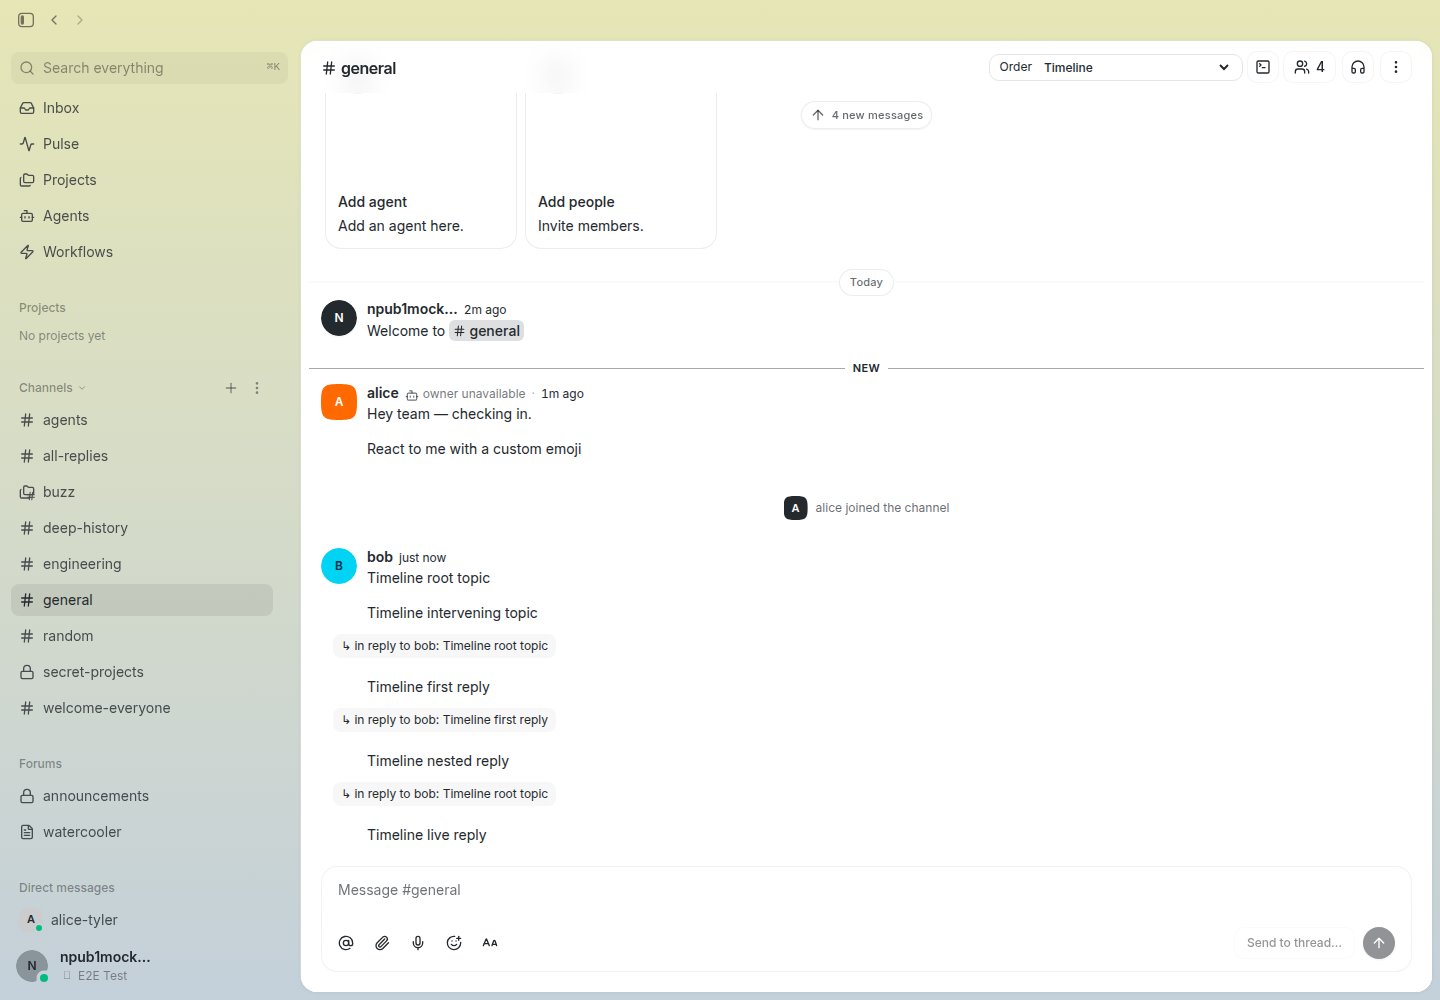 Search everything ⌘K
Inbox
Pulse
Projects
Agents
Workflows
Projects
No projects yet
Channels
agents
all-replies
buzz
deep-history
engineering
general
random
secret-projects
welcome-everyone
Forums
announcements
watercooler
Direct messages
A alice-tyler
N npub1mock...
E2E Test
# general
Order Timeline
4
4 new messages
Add agent
Add an agent here.
Add people
Invite members.
Today
N npub1mock... 2m ago
Welcome to # general
NEW
A alice owner unavailable · 1m ago
Hey team — checking in.
React to me with a custom emoji
A alice joined the channel
B bob just now
Timeline root topic
Timeline intervening topic
↳ in reply to bob: Timeline root topic
Timeline first reply
↳ in reply to bob: Timeline first reply
Timeline nested reply
↳ in reply to bob: Timeline root topic
Timeline live reply
Message #general
Send to thread...